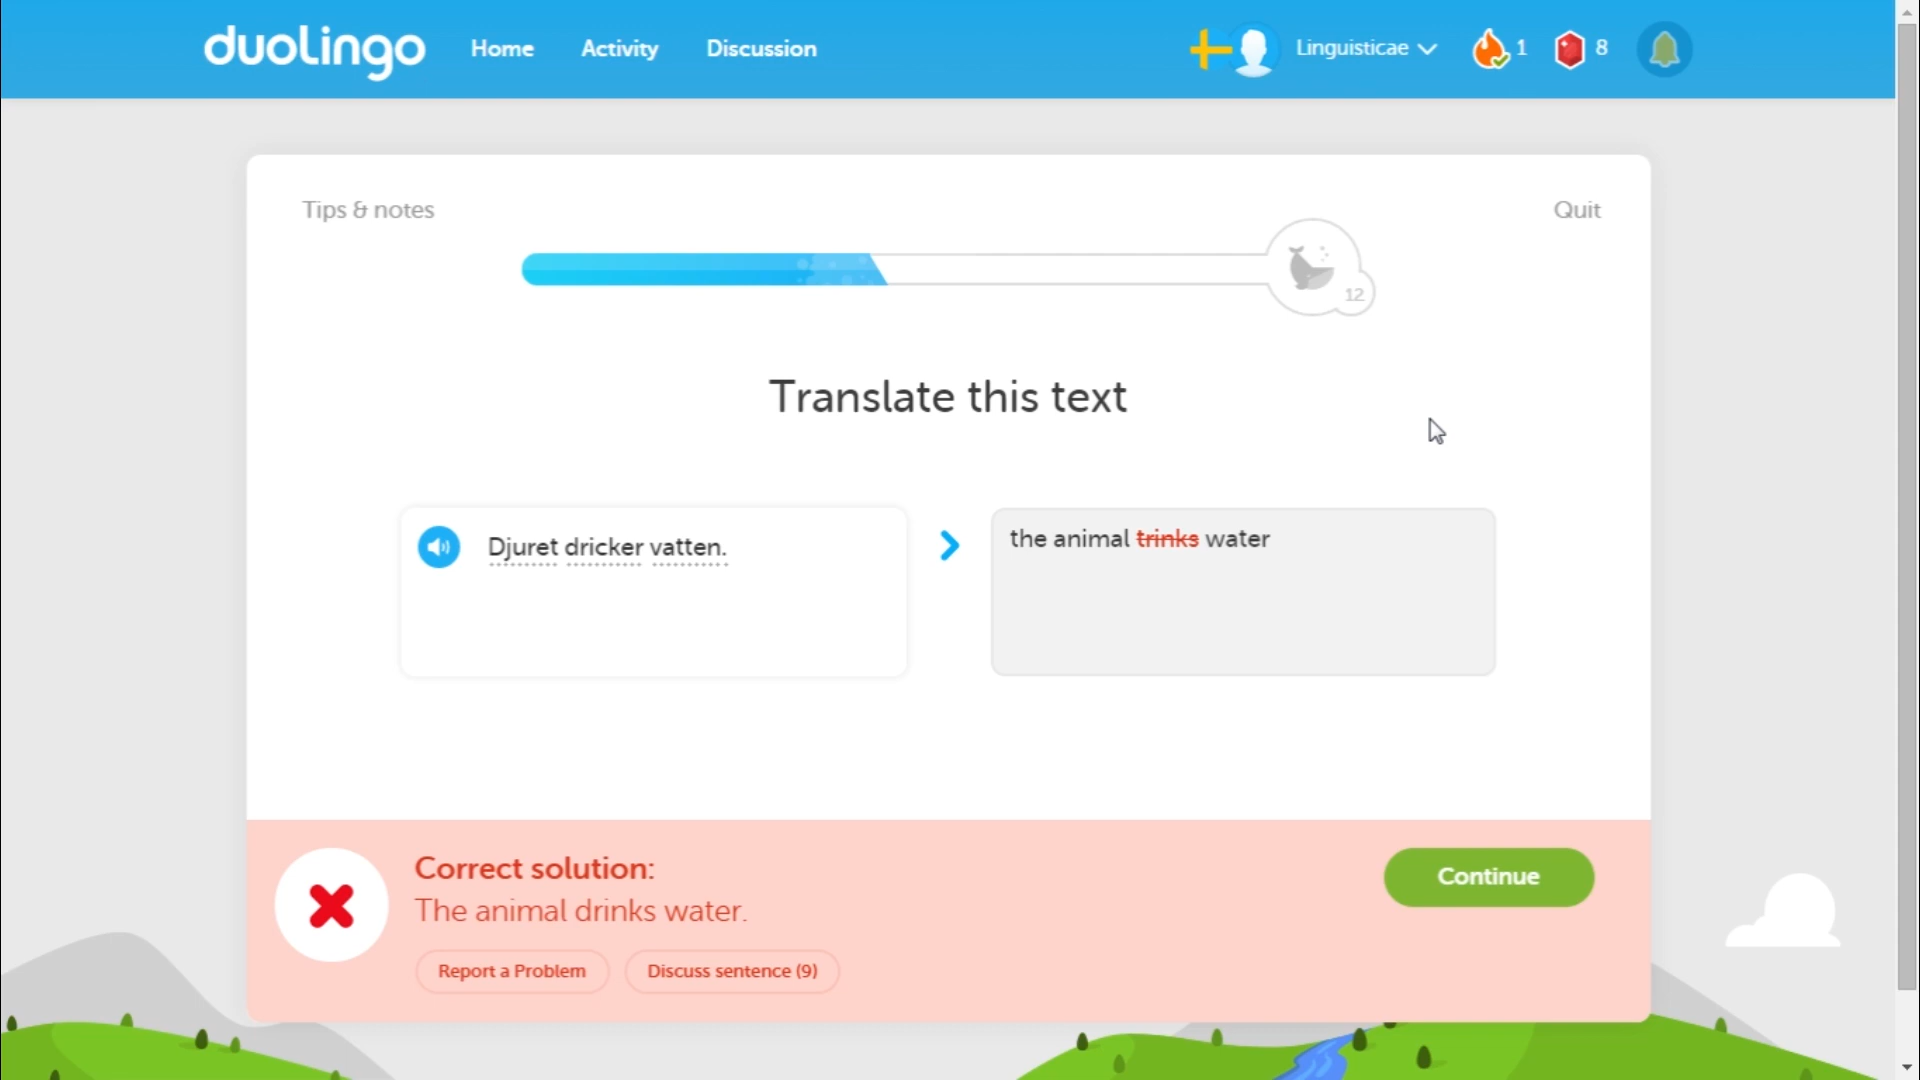 duolingo Home Activity Discussion Linguisticae 1 8
Tips & notes Quit
12
Translate this text
Djuret dricker vatten.
the animal trinks water
Correct solution:
The animal drinks water.
Continue
Report a Problem Discuss sentence (9)